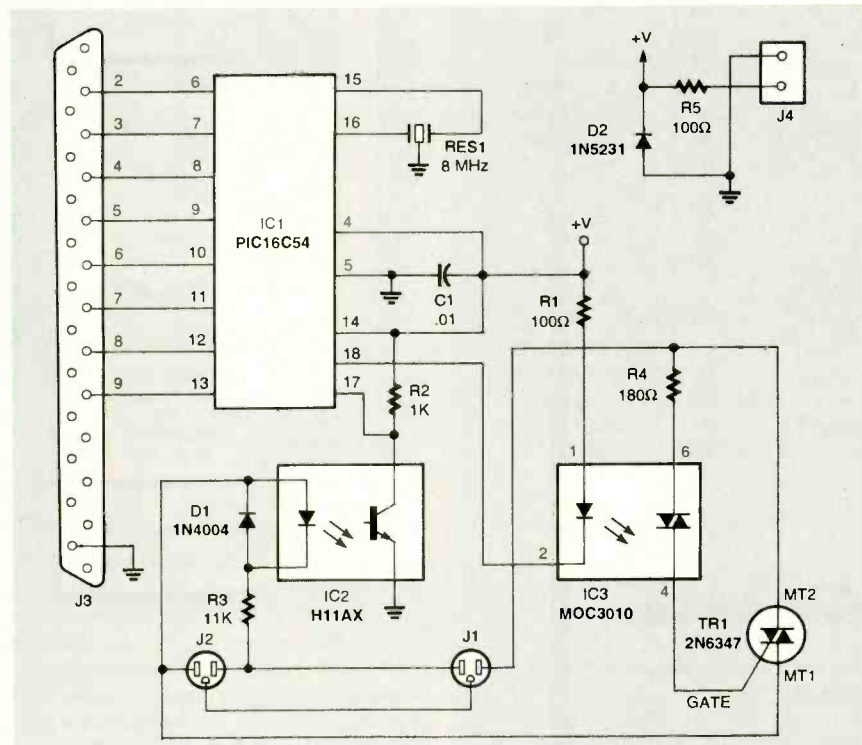 2
3
4
5
6
7
8
9
J3
6
7
8
9
10
11
12
13
IC1
PIC16C54
15
16
4
5
14
18
17
RES1
8 MHz
C1
.01
R2
1K
+V
R5
100Ω
D2
1N5231
J4
+V
R1
100Ω
R4
180Ω
1
6
2
4
IC3
MOC3010
D1
1N4004
IC2
H11AX
R3
11K
J2
J1
MT2
TR1
2N6347
MT1
GATE